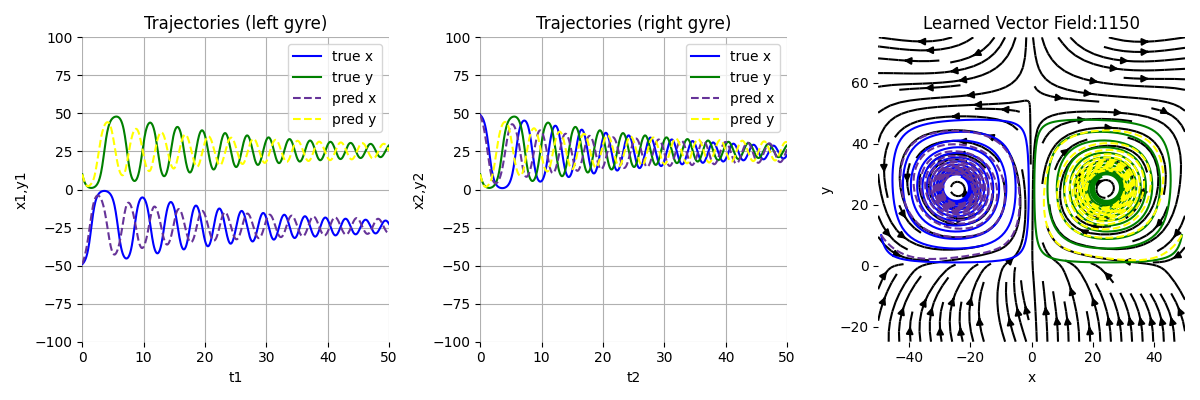 Trajectories (left gyre)
100
75
50
25
0
−25
−50
−75
−100
0
10
20
30
40
50
x1,y1
t1
true x
true y
pred x
pred y
Trajectories (right gyre)
100
75
50
25
0
−25
−50
−75
−100
0
10
20
30
40
50
x2,y2
t2
true x
true y
pred x
pred y
Learned Vector Field:1150
60
40
20
0
−20
−40
−20
0
20
40
y
x